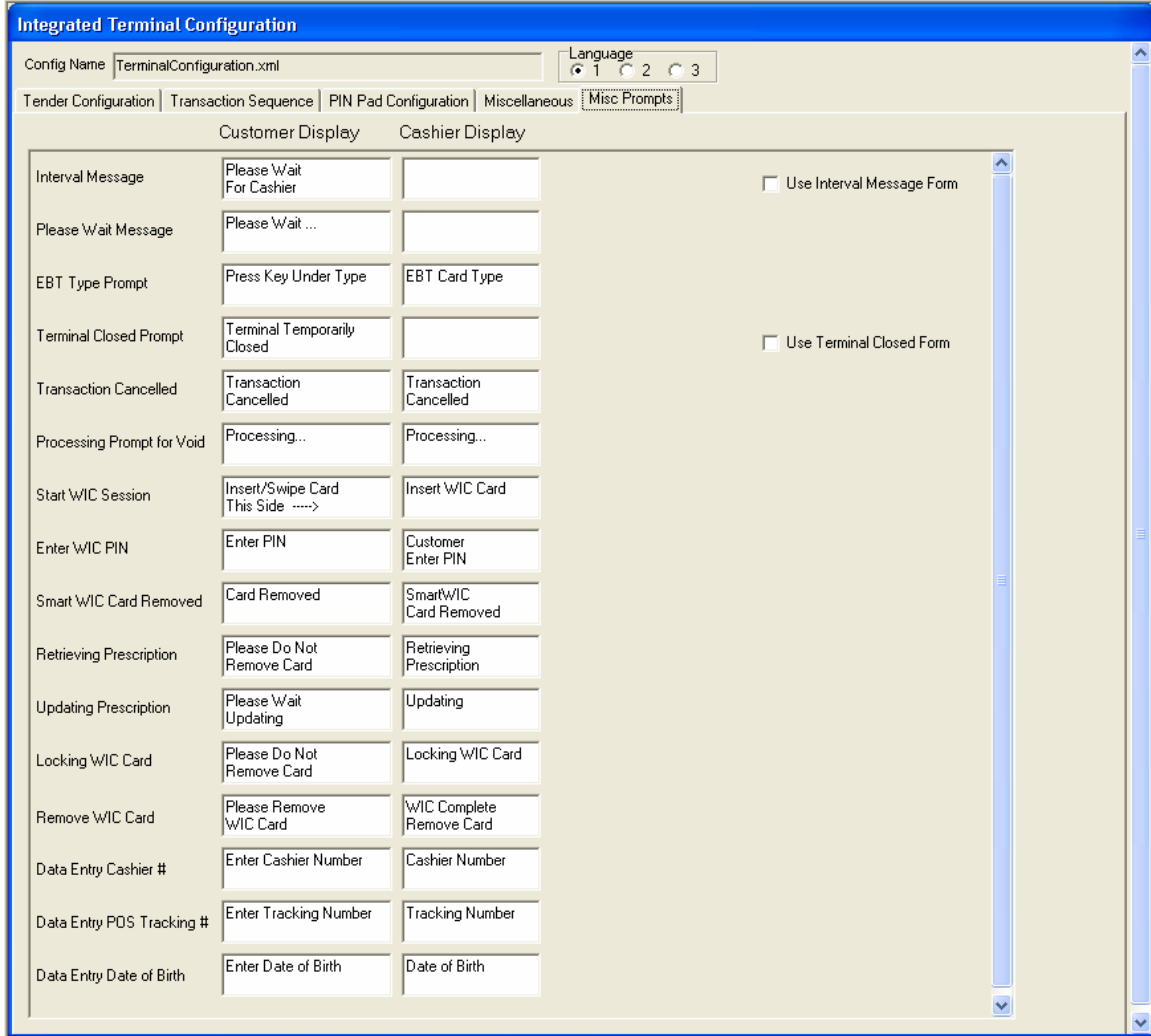 Integrated Terminal Configuration
Config Name TerminalConfiguration.xml
Language
1 2 3
Tender Configuration Transaction Sequence PIN Pad Configuration Miscellaneous Misc Prompts
Customer Display Cashier Display
Interval Message
Please Wait
For Cashier
Use Interval Message Form
Please Wait Message
Please Wait ...
EBT Type Prompt
Press Key Under Type
EBT Card Type
Terminal Closed Prompt
Terminal Temporarily
Closed
Use Terminal Closed Form
Transaction Cancelled
Transaction
Cancelled
Transaction
Cancelled
Processing Prompt for Void
Processing...
Processing...
Start WIC Session
Insert/Swipe Card
This Side ----->
Insert WIC Card
Enter WIC PIN
Enter PIN
Customer
Enter PIN
Smart WIC Card Removed
Card Removed
SmartWIC
Card Removed
Retrieving Prescription
Please Do Not
Remove Card
Retrieving
Prescription
Updating Prescription
Please Wait
Updating
Updating
Locking WIC Card
Please Do Not
Remove Card
Locking WIC Card
Remove WIC Card
Please Remove
WIC Card
WIC Complete
Remove Card
Data Entry Cashier #
Enter Cashier Number
Cashier Number
Data Entry POS Tracking #
Enter Tracking Number
Tracking Number
Data Entry Date of Birth
Enter Date of Birth
Date of Birth